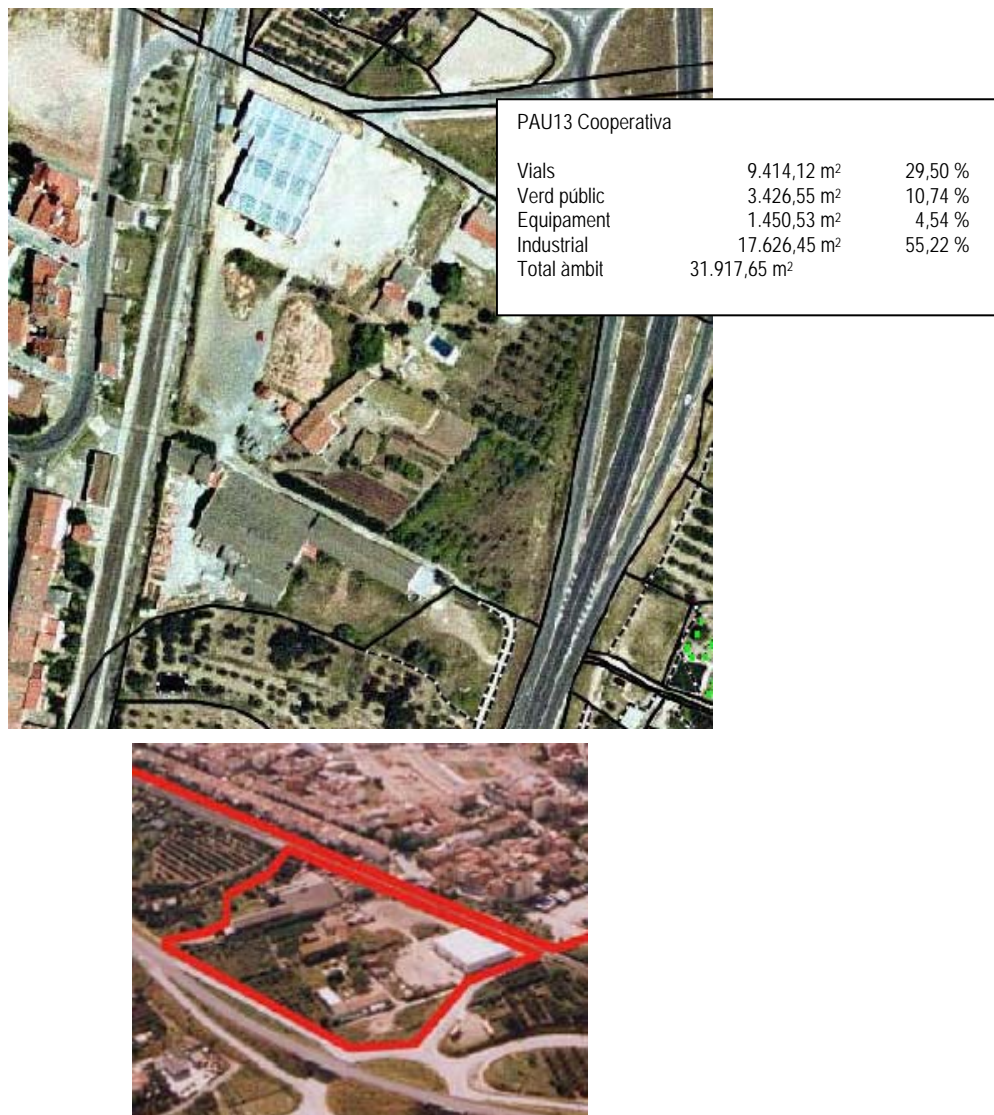 PAU13 Cooperativa
Vials 9.414,12 m² 29,50 %
Verd públic 3.426,55 m² 10,74 %
Equipament 1.450,53 m² 4,54 %
Industrial 17.626,45 m² 55,22 %
Total àmbit 31.917,65 m²